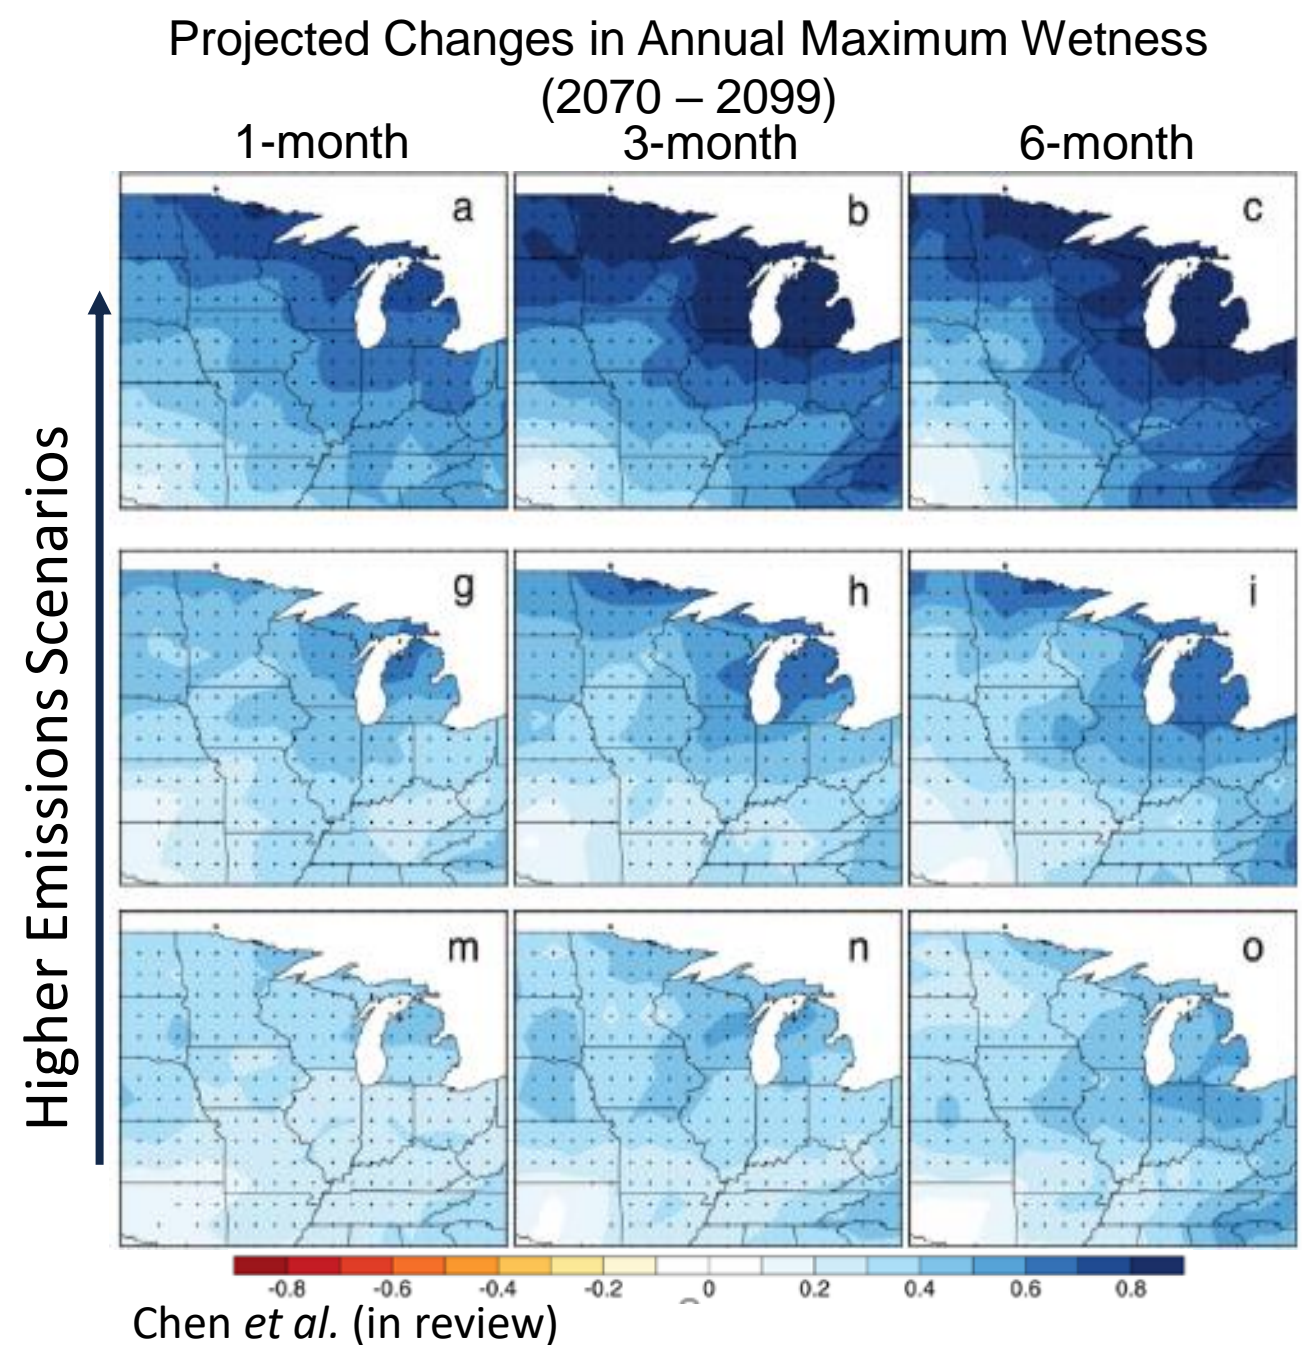 Projected Changes in Annual Maximum Wetness
(2070 – 2099)
1-month 3-month 6-month
a b c
Higher Emissions Scenarios
g h i
m n o
-0.8 -0.6 -0.4 -0.2 0 0.2 0.4 0.6 0.8
Chen et al. (in review)